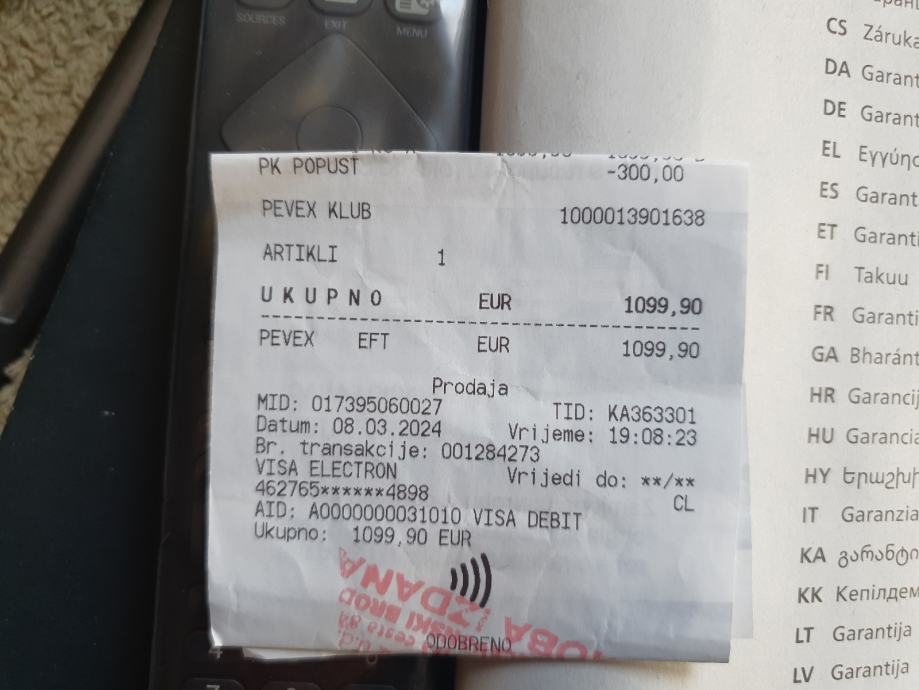 SOURCES
EXIT
MENU
PK POPUST -300,00
PEVEX KLUB 1000013901638
ARTIKLI 1
UKUPNO EUR 1099,90
PEVEX EFT EUR 1099,90
Prodaja
MID: 017395060027 TID: KA363301
Datum: 08.03.2024 Vrijeme: 19:08:23
Br. transakcije: 001284273
VISA ELECTRON Vrijedi do: **/**
462765******4898 CL
AID: A0000000031010 VISA DEBIT
Ukupno: 1099,90 EUR
ODOBRENO
IZDANA
CS Záruka
DA Garant
DE Garant
EL Εγγύησ
ES Garant
ET Garanti
FI Takuu
FR Garanti
GA Bharánt
HR Garancij
HU Garancia
HY Երաշխի
IT Garanzia
KA გარანტი
KK Кепілдем
LT Garantija
LV Garantija